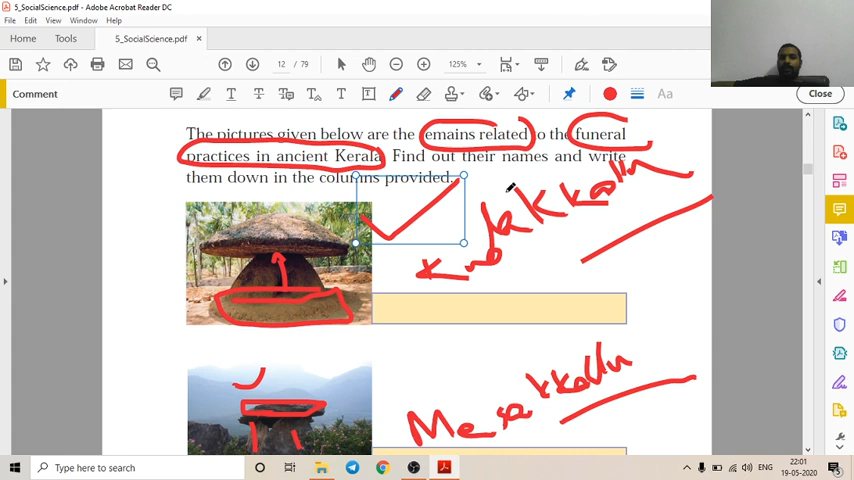 5_SocialScience.pdf - Adobe Acrobat Reader DC
File Edit View Window Help
Home Tools 5_SocialScience.pdf ×
12 / 79 125%
Comment T T T Aa Close
The pictures given below are the remains related to the funeral
practices in ancient Kerala. Find out their names and write
them down in the columns provided.
Kudakkallu
Mesakkallu
Type here to search
ENG 22:01
19-05-2020
5